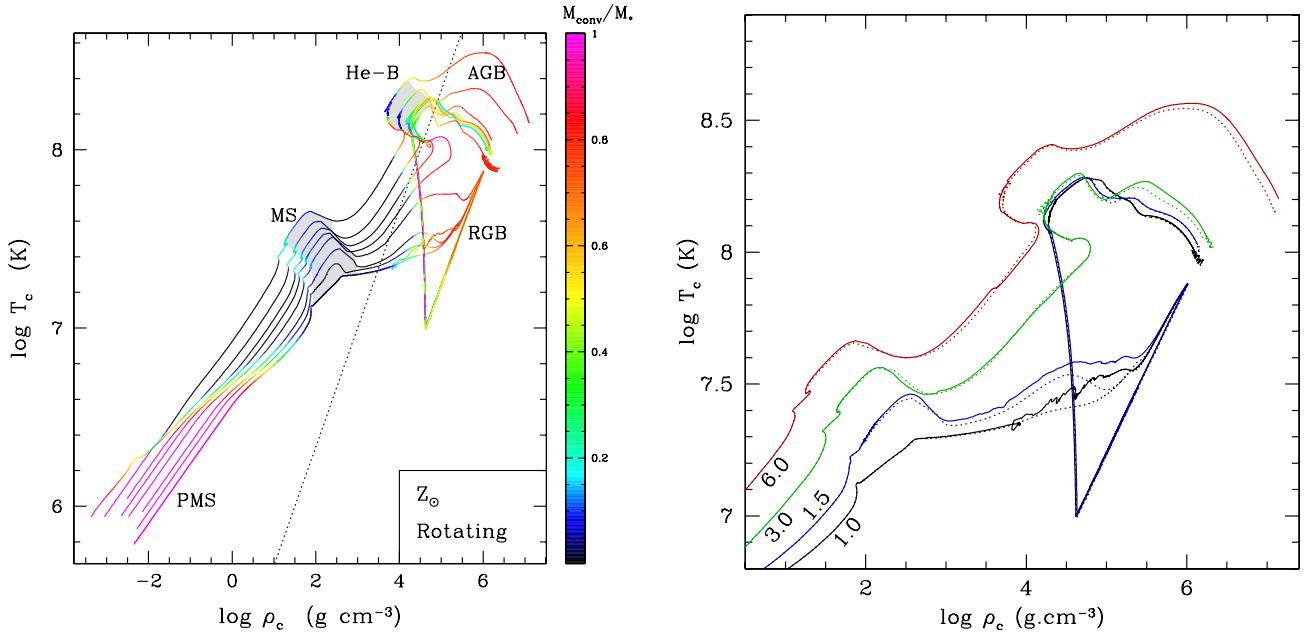 M_conv/M_*
1
0.8
0.6
0.4
0.2
He-B
AGB
MS
RGB
PMS
Z_⊙
Rotating
8
7
6
log T_c (K)
−2
0
2
4
6
log ρ_c (g cm⁻³)
8.5
8
7.5
7
log T_c (K)
6.0
3.0
1.5
1.0
2
4
6
log ρ_c (g.cm⁻³)